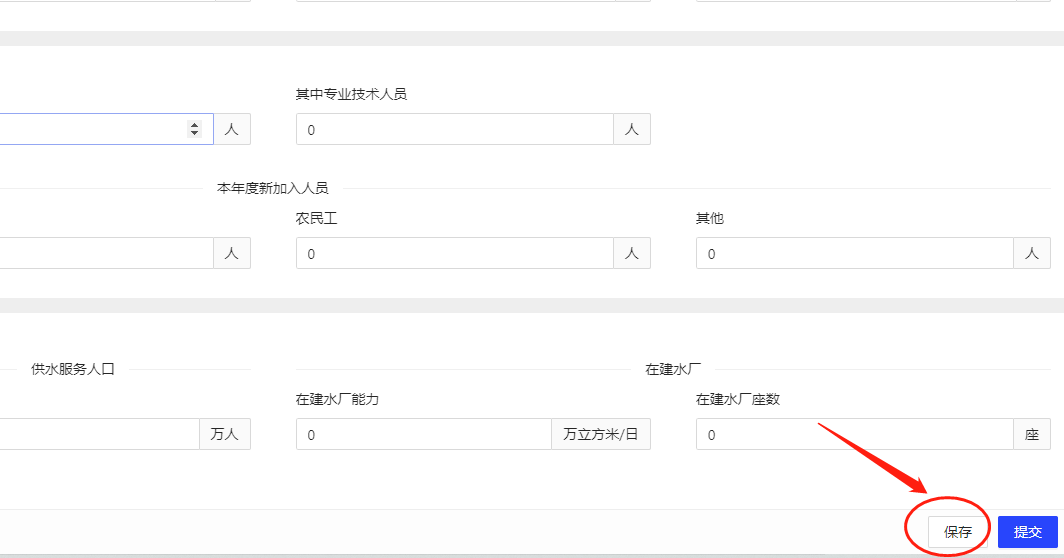 其中专业技术人员
人
0
人
本年度新加入人员
农民工
其他
人
0
人
0
人
供水服务人口
在建水厂
在建水厂能力
在建水厂座数
万人
0
万立方米/日
0
座
保存
提交